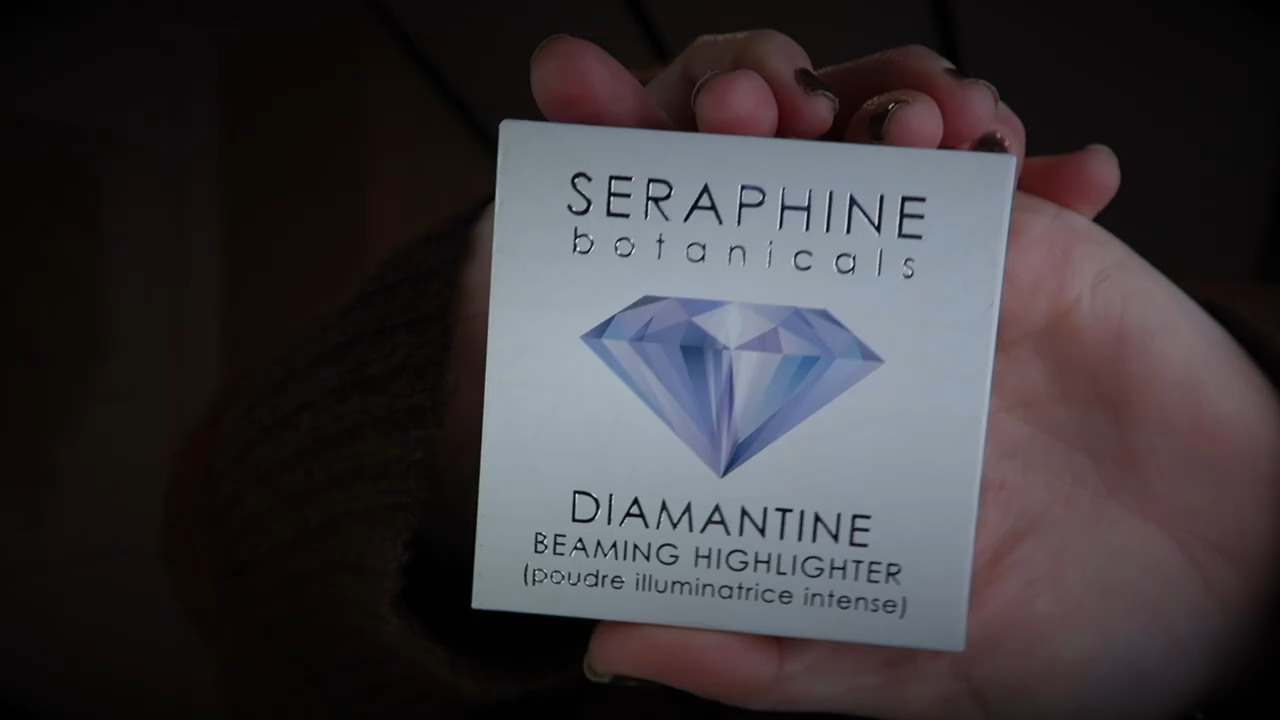 SERAPHINE
botanicals
DIAMANTINE
BEAMING HIGHLIGHTER
(poudre illuminatrice intense)